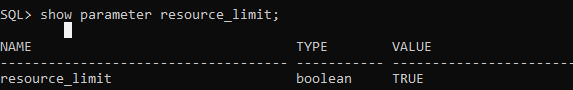 SQL> show parameter resource_limit;
NAME                                 TYPE        VALUE
------------------------------------ ----------- ------------------------------
resource_limit                       boolean     TRUE